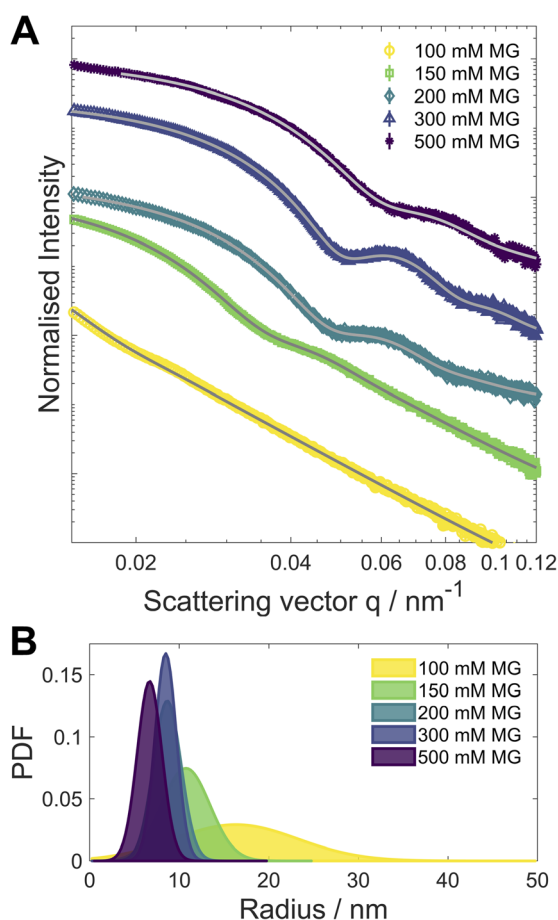 A
100 mM MG
150 mM MG
200 mM MG
300 mM MG
500 mM MG
Normalised Intensity
0.02
0.04
0.06
0.08
0.1
0.12
Scattering vector q / nm⁻¹
B
100 mM MG
150 mM MG
200 mM MG
300 mM MG
500 mM MG
PDF
0.15
0.1
0.05
0
0
10
20
30
40
50
Radius / nm